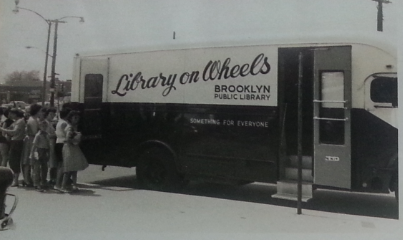 Library on Wheels
BROOKLYN
PUBLIC LIBRARY
SOMETHING FOR EVERYONE